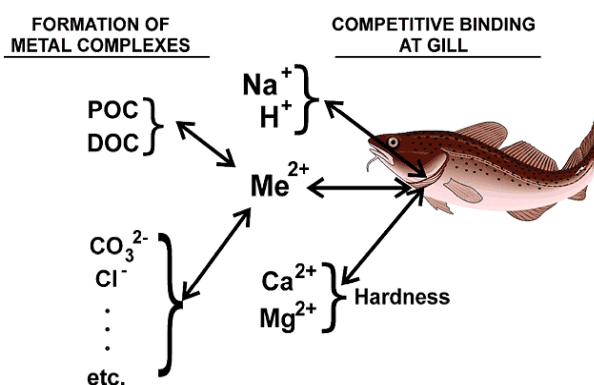 FORMATION OF
METAL COMPLEXES
COMPETITIVE BINDING
AT GILL
POC
DOC
Na⁺
H⁺
Me²⁺
CO₃²⁻
Cl⁻
.
.
.
etc.
Ca²⁺
Mg²⁺
Hardness